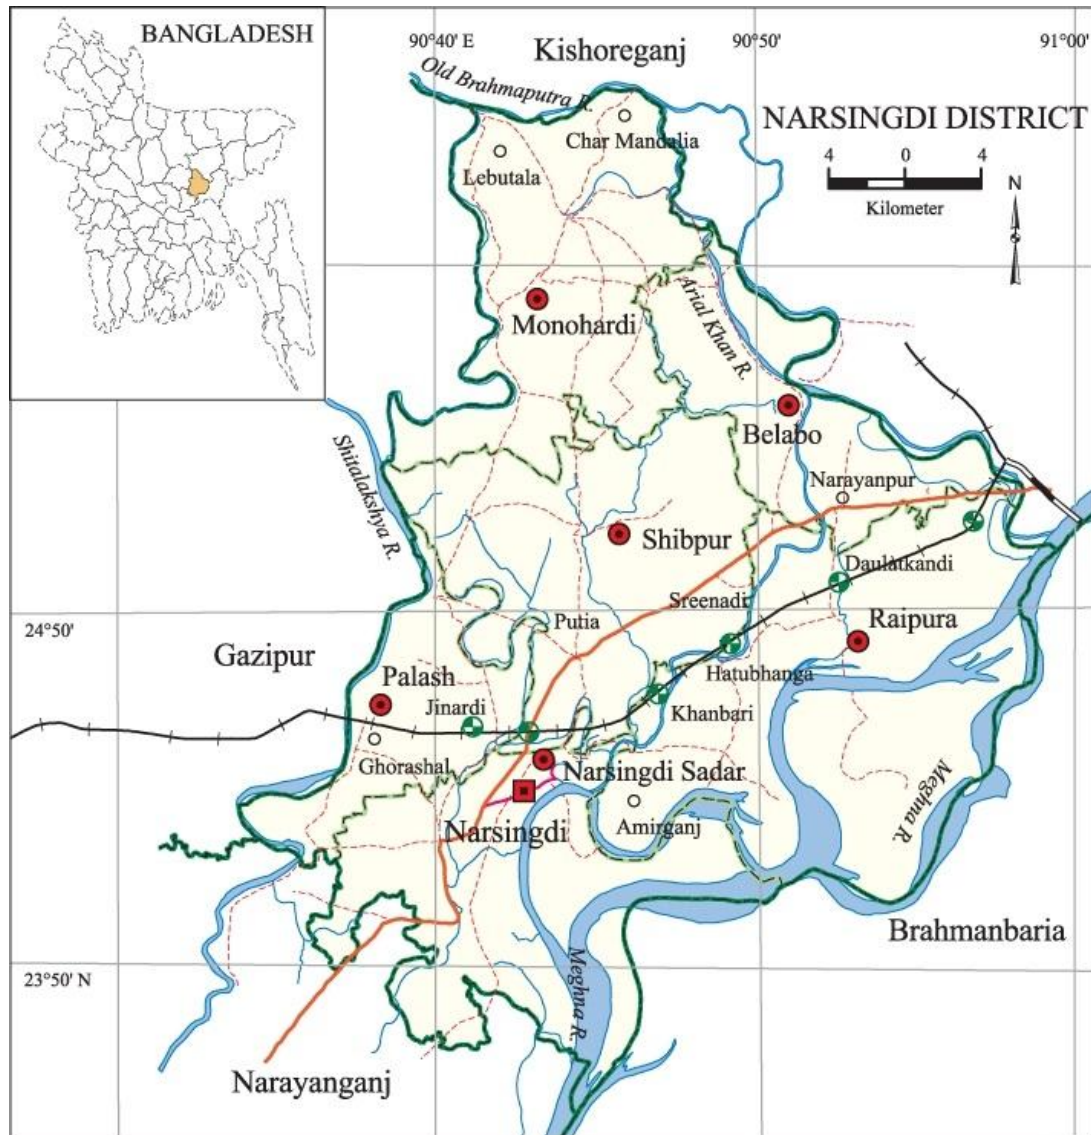 BANGLADESH
90°40' E
90°50'
91°00'
Kishoreganj
Old Brahmaputra R.
NARSINGDI DISTRICT
4 0 4
Kilometer
N
Char Mandalia
Lebutala
Monohardi
Arial Khan R.
Belabo
Shitalakshya R.
Narayanpur
Shibpur
Daulatkandi
Sreenadi
24°50'
Putia
Raipura
Gazipur
Hatubhanga
Palash
Jinardi
Khanbari
Ghorashal
Narsingdi Sadar
Amirganj
Narsingdi
Meghna R.
Brahmanbaria
23°50' N
Meghna R.
Narayanganj